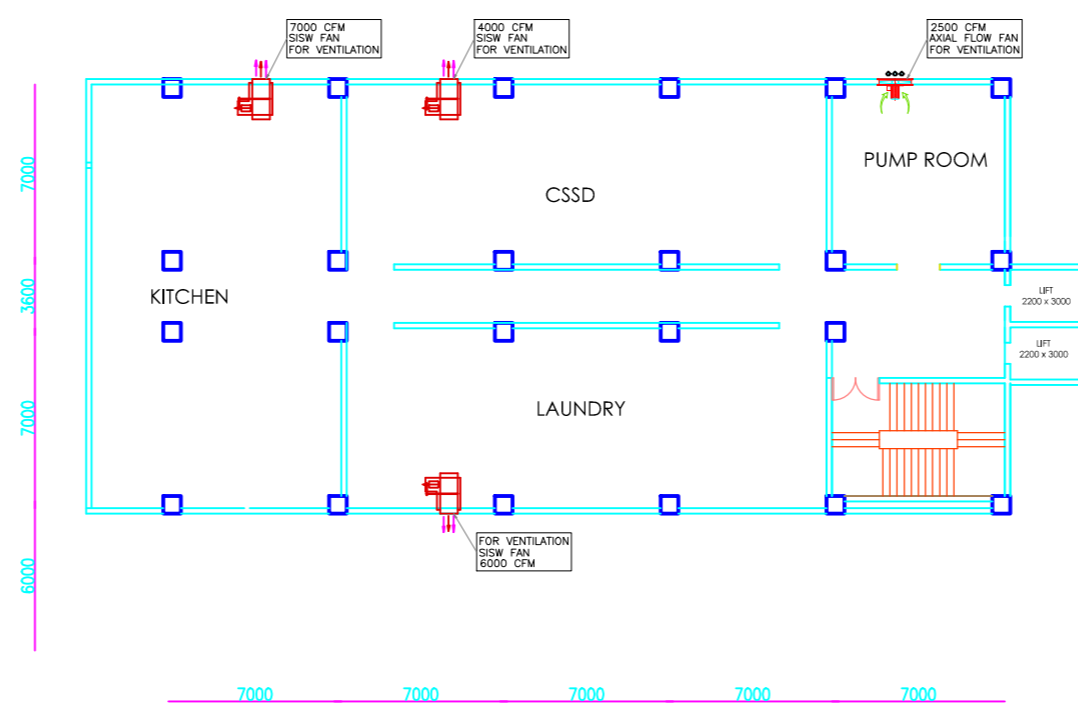 7000 CFM
SISW FAN
FOR VENTILATION
4000 CFM
SISW FAN
FOR VENTILATION
2500 CFM
AXIAL FLOW FAN
FOR VENTILATION
7000
PUMP ROOM
CSSD
3600
KITCHEN
LIFT
2200 x 3000
LIFT
2200 x 3000
7000
LAUNDRY
FOR VENTILATION
SISW FAN
6000 CFM
6000
7000
7000
7000
7000
7000